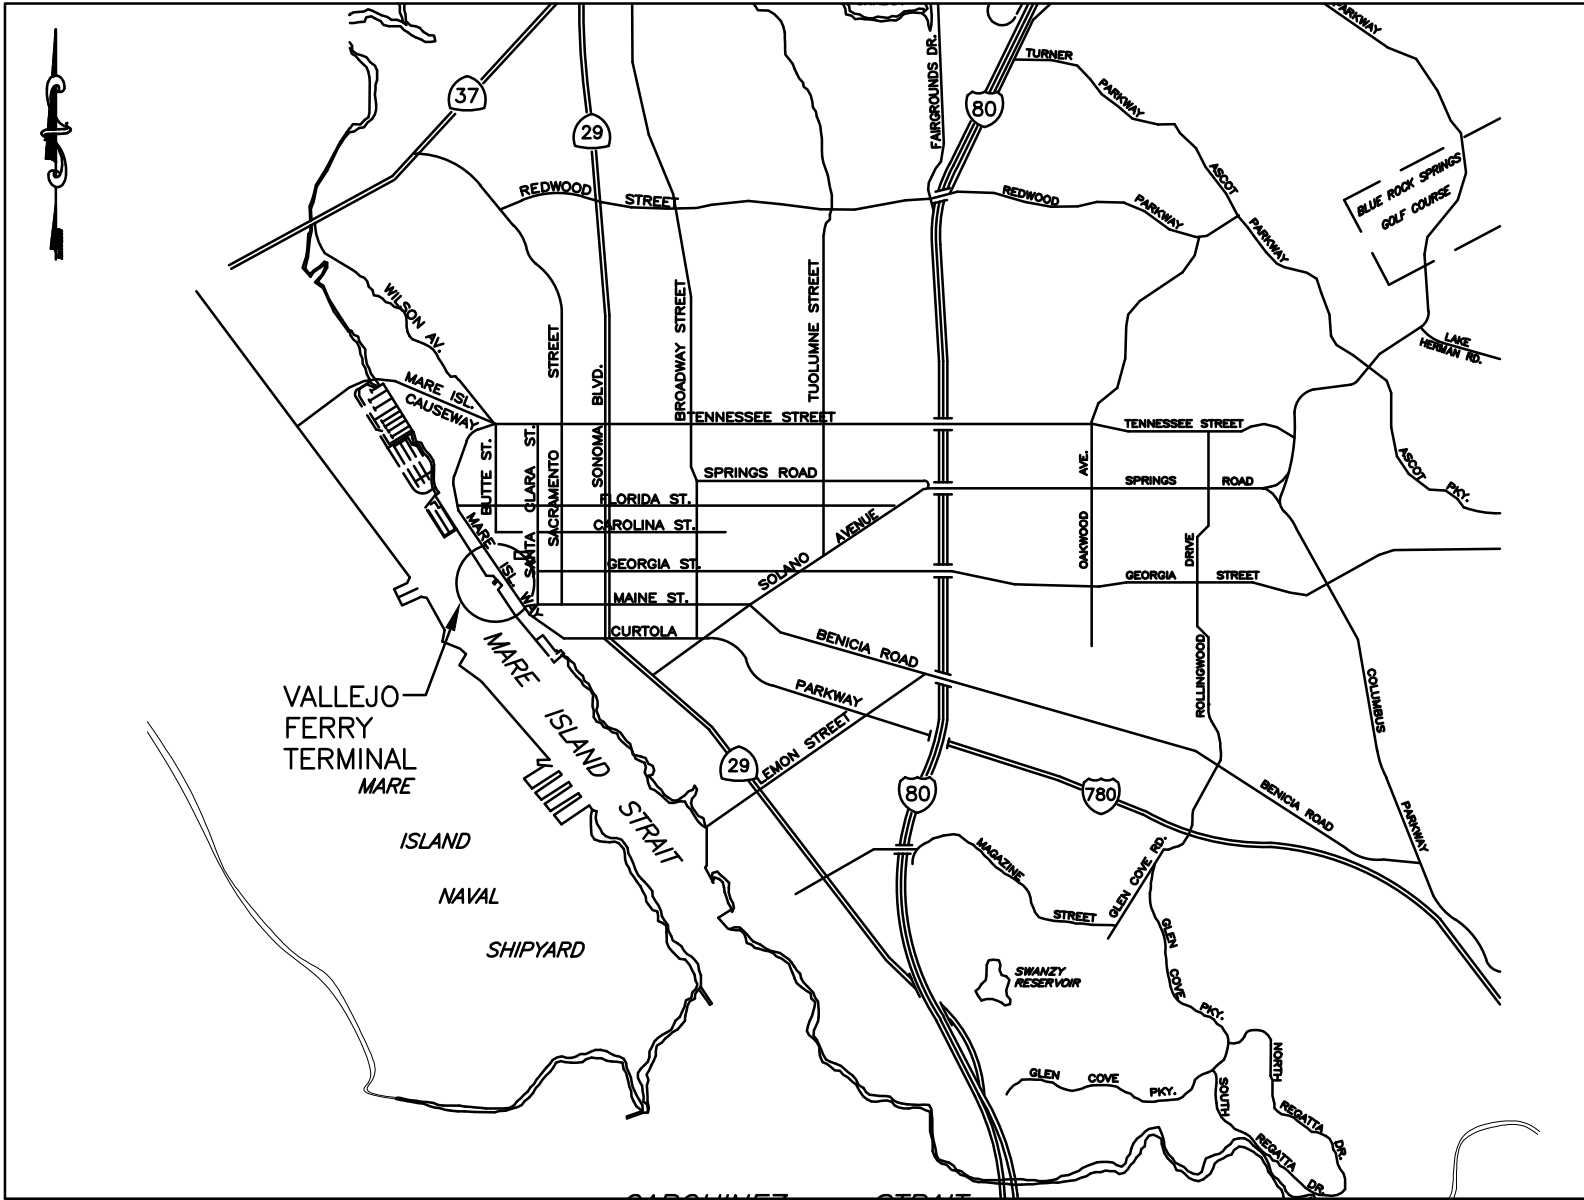 PARKWAY
FAIRGROUNDS DR.
TURNER
PARKWAY
37
29
80
ASCOT
PARKWAY
REDWOOD STREET
REDWOOD
PARKWAY
BLUE ROCK SPRINGS
GOLF COURSE
WILSON AV.
LAKE
HERMAN RD.
MARE ISL.
CAUSEWAY
BUTTE ST.
SANTA CLARA ST.
SACRAMENTO STREET
SONOMA BLVD.
BROADWAY STREET
TUOLUMNE STREET
TENNESSEE STREET
TENNESSEE STREET
SPRINGS ROAD
SPRINGS ROAD
ASCOT PKY.
FLORIDA ST.
CAROLINA ST.
GEORGIA ST.
GEORGIA STREET
MAINE ST.
CURTOLA
PARKWAY
SOLANO AVENUE
OAKWOOD AVE.
ROLLINGWOOD DRIVE
MARE ISL. WAY
BENICIA ROAD
LEMON STREET
COLUMBUS
PARKWAY
VALLEJO
FERRY
TERMINAL
MARE
ISLAND
NAVAL
SHIPYARD
MARE ISLAND STRAIT
29
80
780
BENICIA ROAD
MAGAZINE
STREET
GLEN COVE RD.
GLEN COVE PKY.
SWANZY
RESERVOIR
GLEN COVE PKY.
NORTH
REGATTA DR.
SOUTH
REGATTA DR.
CARQUINEZ STRAIT